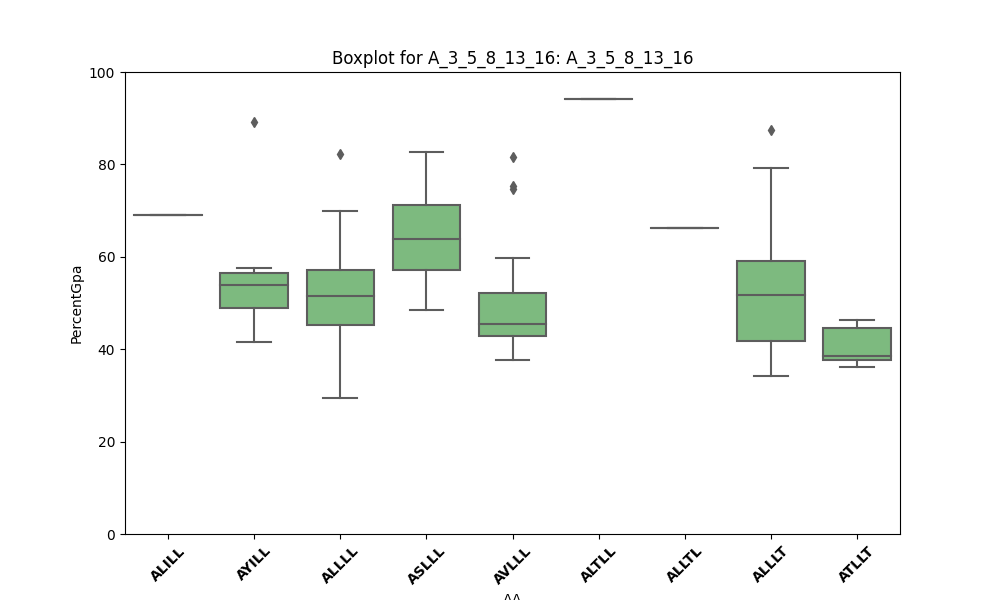 Boxplot for A_3_5_8_13_16: A_3_5_8_13_16
100
80
60
40
20
0
PercentGpa
ALILL
AYILL
ALLLL
ASLLL
AVLLL
ALTLL
ALLTL
ALLLT
ATLLT
AA